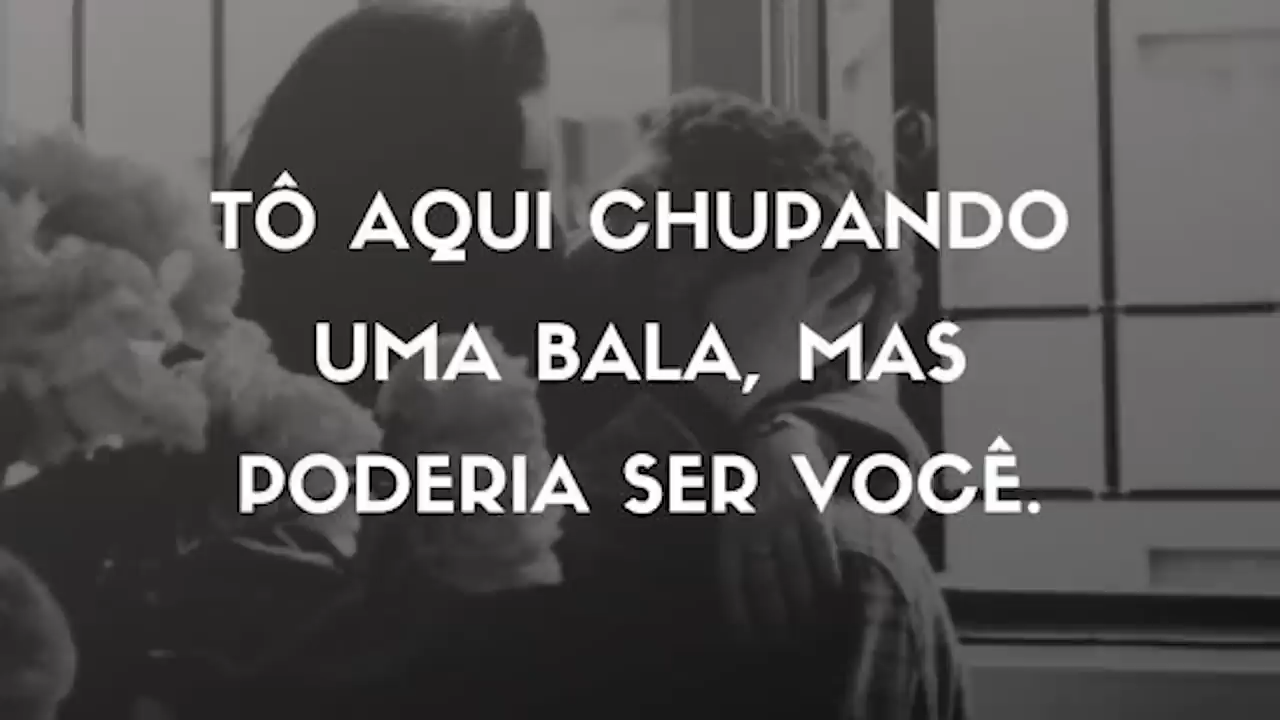 TÔ AQUI CHUPANDO
UMA BALA, MAS
PODERIA SER VOCÊ.